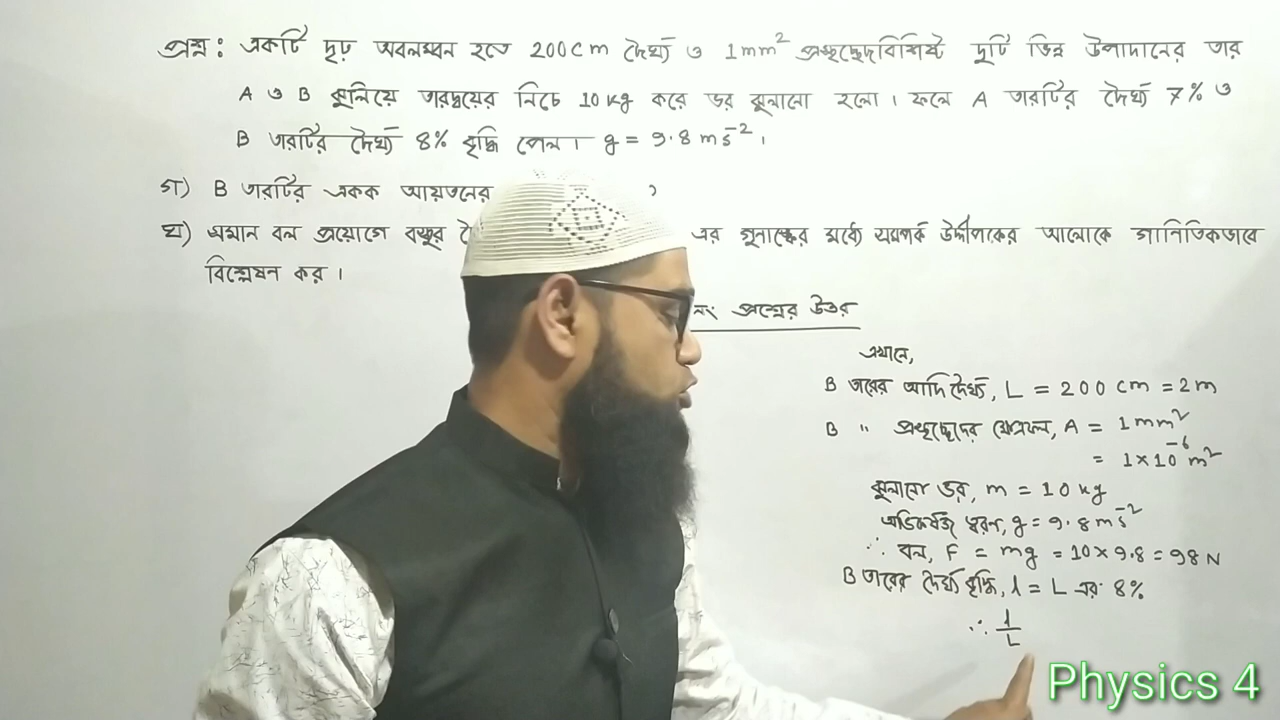 প্রশ্ন: একটি দৃঢ় অবলম্বন হতে 200cm দৈর্ঘ্য ও 1mm² প্রস্থচ্ছেদবিশিষ্ট দুটি ভিন্ন উপাদানের তার
A ও B ঝুলিয়ে তারদ্বয়ের নিচে 10kg করে ভর ঝুলানো হলো। ফলে A তারটির দৈর্ঘ্য 7% ও
B তারটির দৈর্ঘ্য 8% বৃদ্ধি পেল। g = 9.8 ms⁻²।
গ) B তারটির একক আয়তনের ?
ঘ) সমান বল প্রয়োগে বস্তুর এর গুনাঙ্কের মধ্যে সম্পর্ক উদ্দীপকের আলোকে গানিতিকভাবে
বিশ্লেষন কর।
নং প্রশ্নের উত্তর
এখানে,
B তারের আদি দৈর্ঘ্য, L = 200 cm = 2m
B " প্রস্থচ্ছেদের ক্ষেত্রফল, A = 1mm²
= 1×10⁻⁶ m²
ঝুলানো ভর, m = 10 kg
অভিকর্ষজ ত্বরণ, g = 9.8 ms⁻²
∴ বল, F = mg = 10×9.8 = 98 N
B তারের দৈর্ঘ্য বৃদ্ধি, l = L এর 8%
∴ l/L
Physics 4